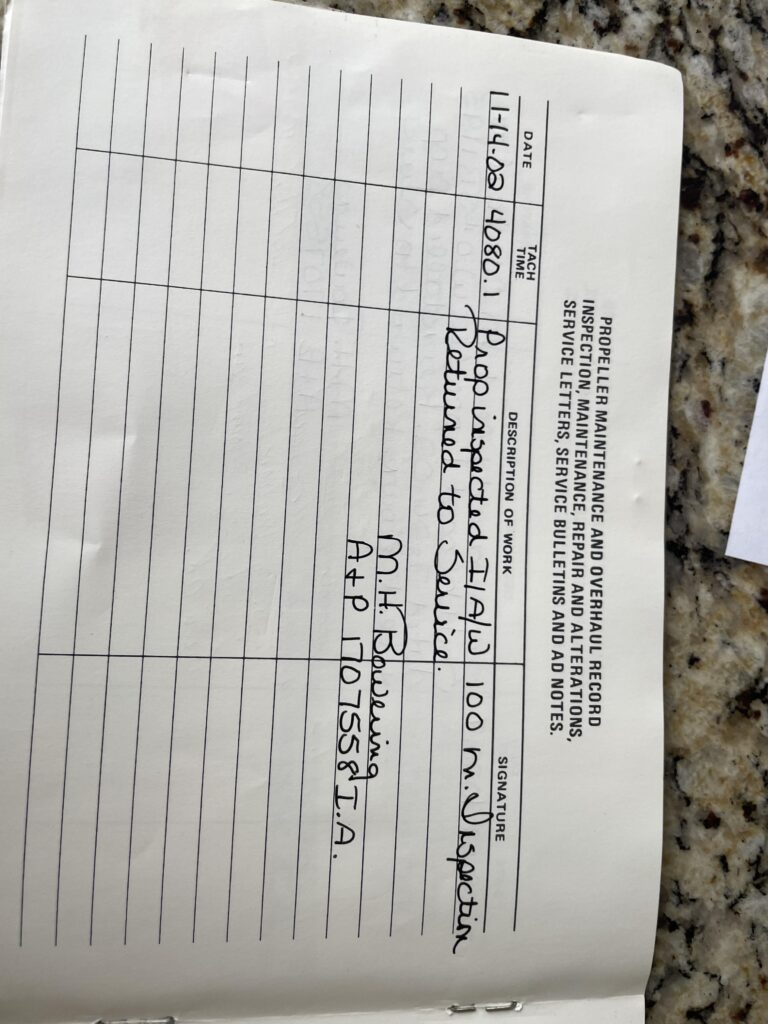 PROPELLER MAINTENANCE AND OVERHAUL RECORD
INSPECTION, MAINTENANCE, REPAIR AND ALTERATIONS,
SERVICE LETTERS, SERVICE BULLETINS AND AD NOTES.
DATE TACH TIME DESCRIPTION OF WORK SIGNATURE
11-14-02 4080.1 Prop inspected I/A/W 100 hr. Inspection
Returned to Service.
M.H. Bowering
A+P 1707558 I.A.